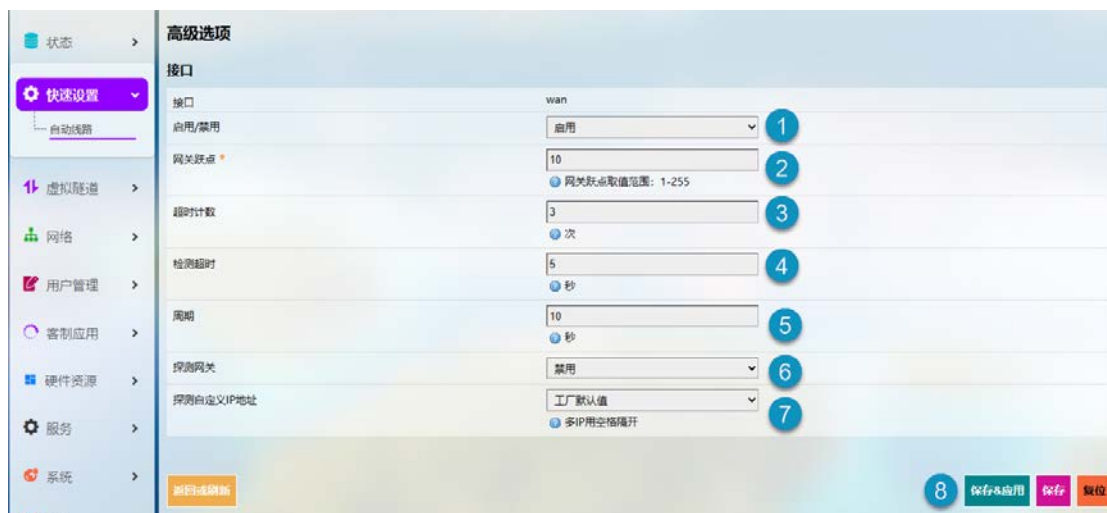 高级选项
状态
接口
快速设置
接口 wan
自动线路
启用/禁用 启用 1
网关跃点 * 10 2
网关跃点取值范围：1-255
虚拟隧道
超时计数 3 3
次
网络
检测超时 5 4
秒
用户管理
周期 10 5
秒
客制应用
探测网关 禁用 6
硬件资源
探测自定义IP地址 工厂默认值 7
多IP用空格隔开
服务
系统
返回或刷新 8 保存&应用 保存 复位